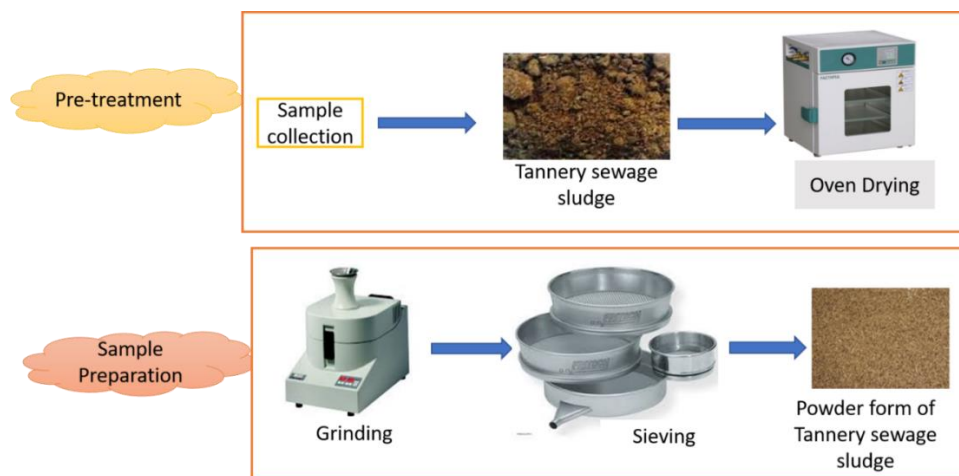 Pre-treatment
Sample
collection
Tannery sewage
sludge
Oven Drying
Sample
Preparation
Grinding
Sieving
Powder form of
Tannery sewage
sludge